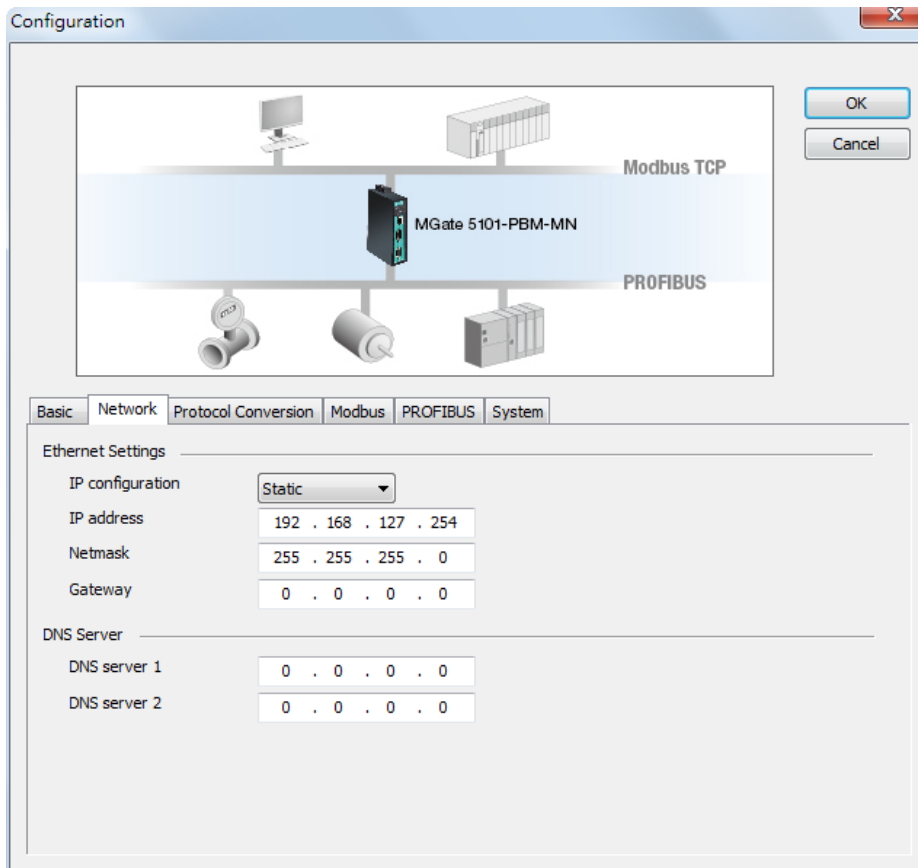 Configuration
OK
Cancel
Modbus TCP
MGate 5101-PBM-MN
PROFIBUS
Basic Network Protocol Conversion Modbus PROFIBUS System
Ethernet Settings
IP configuration Static
IP address 192 . 168 . 127 . 254
Netmask 255 . 255 . 255 . 0
Gateway 0 . 0 . 0 . 0
DNS Server
DNS server 1 0 . 0 . 0 . 0
DNS server 2 0 . 0 . 0 . 0